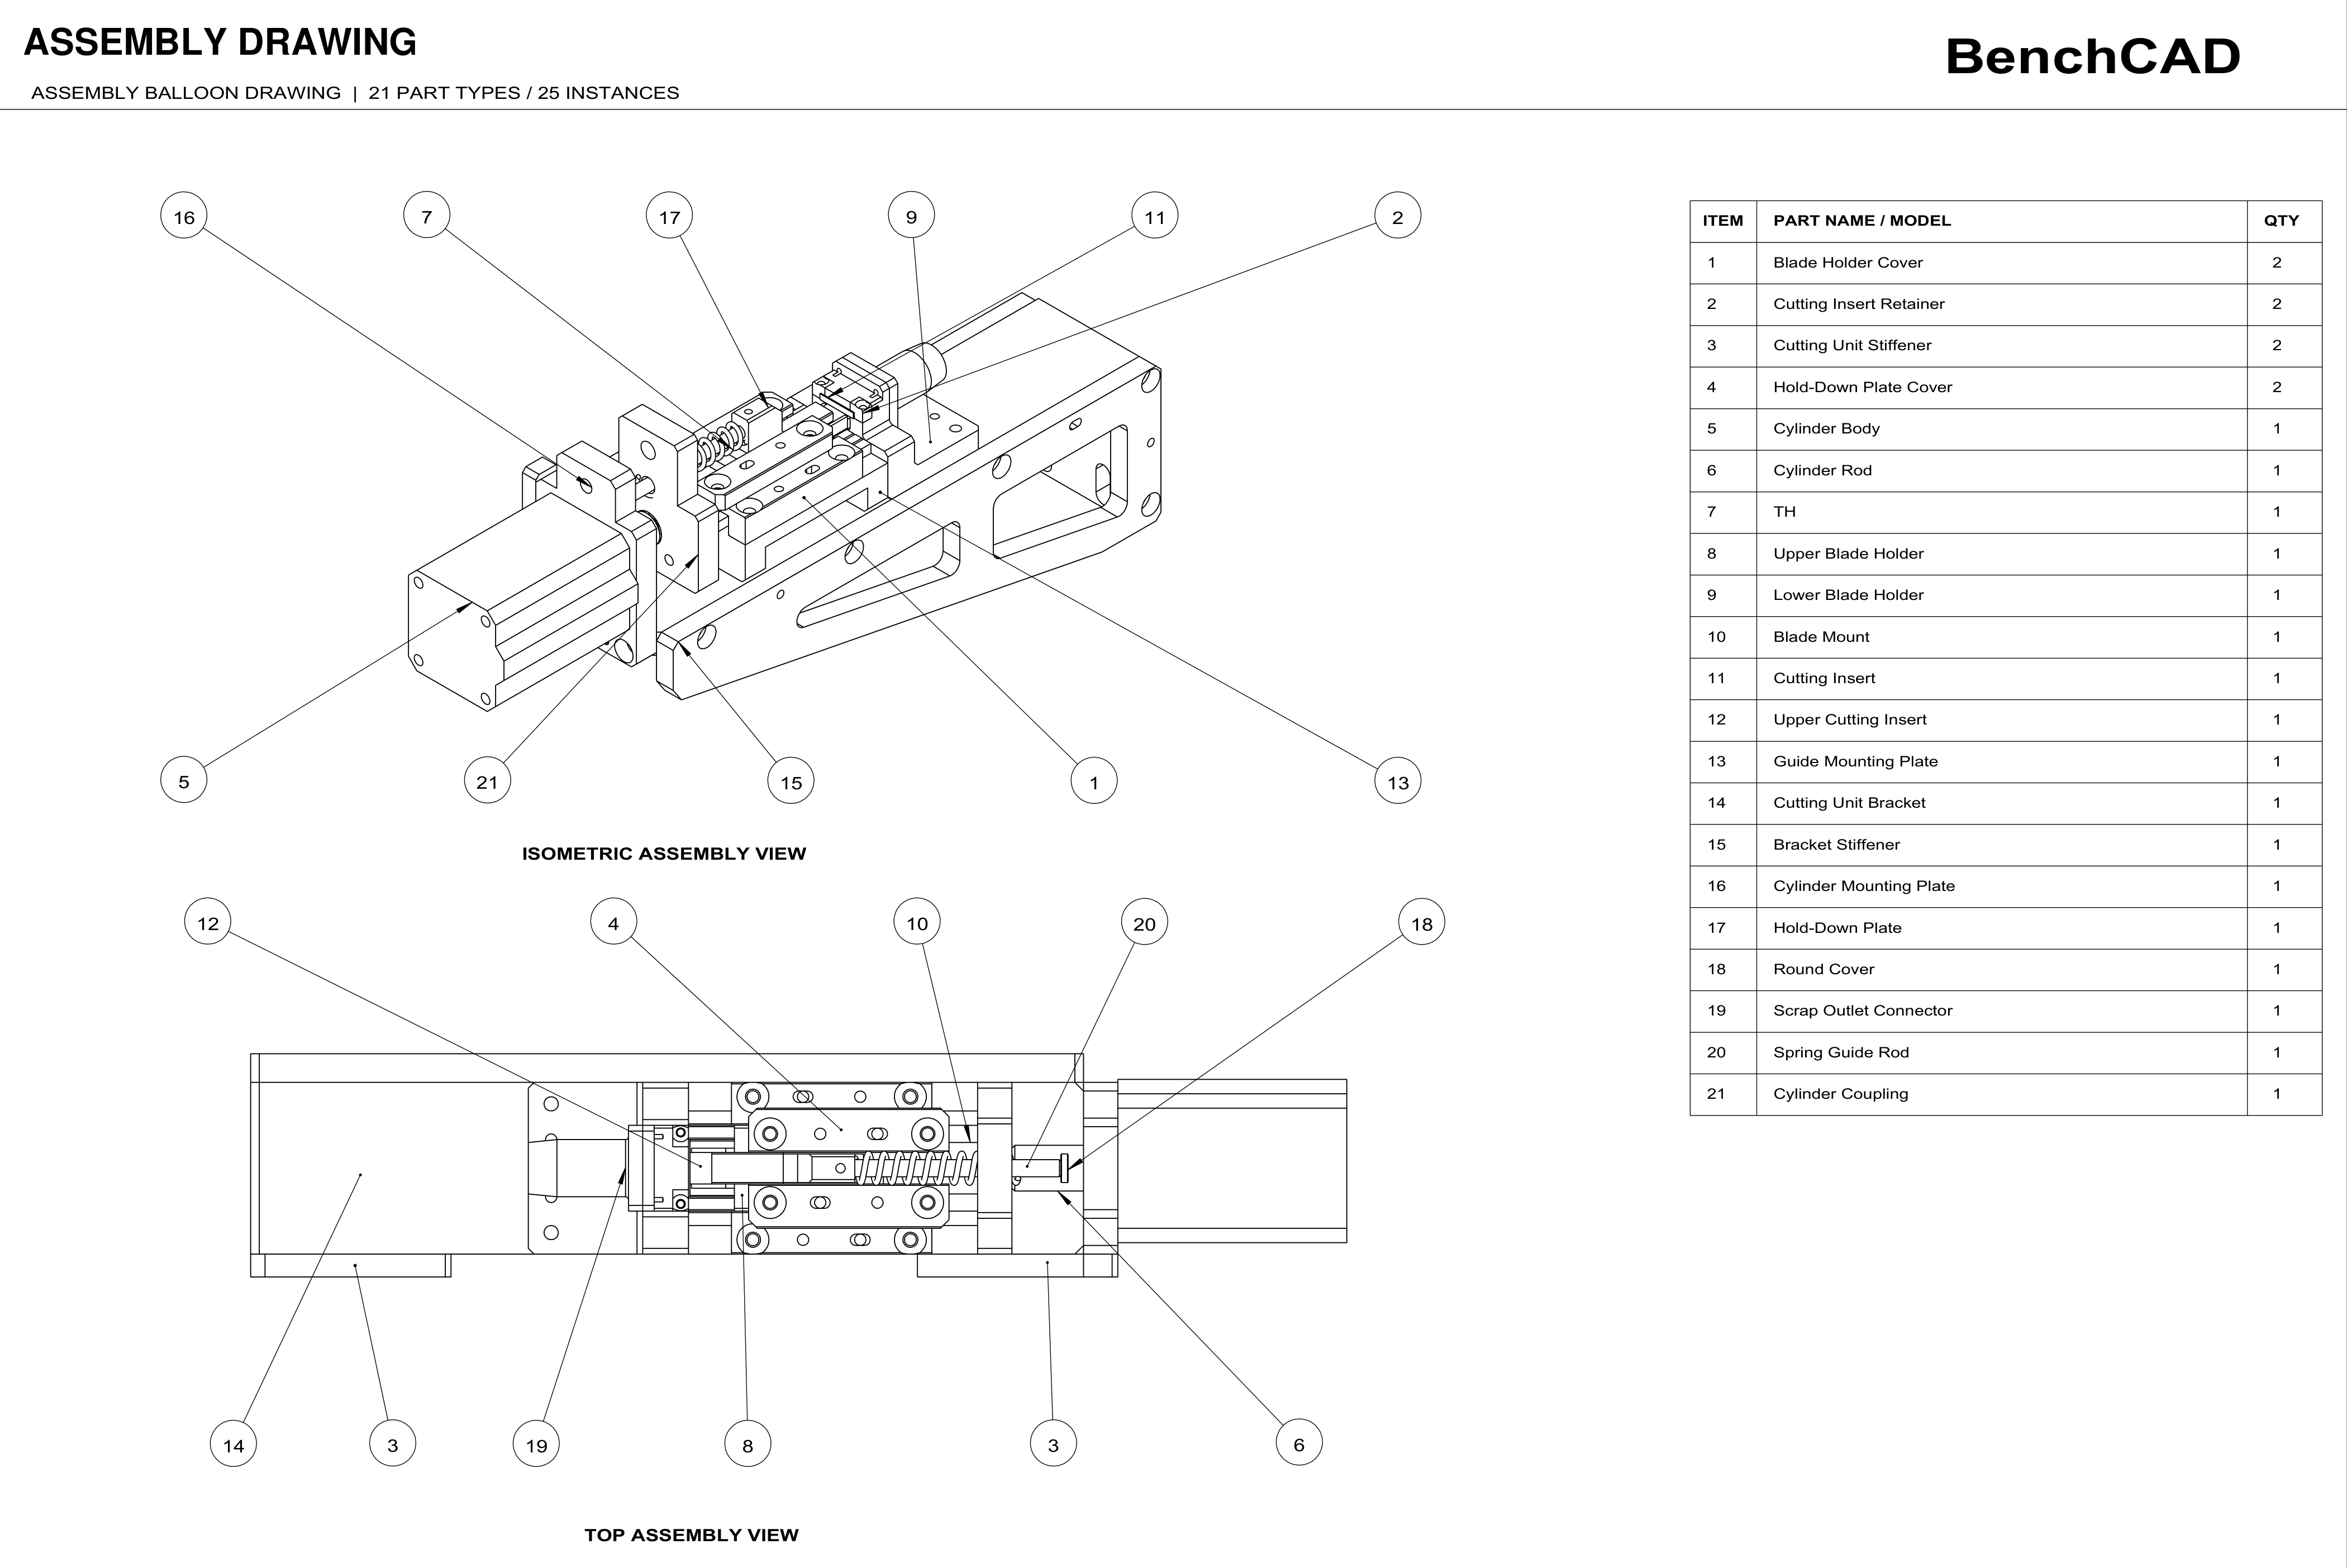 ASSEMBLY DRAWING
BenchCAD
ASSEMBLY BALLOON DRAWING | 21 PART TYPES / 25 INSTANCES
16 7 17 9 11 2
5 21 15 1 13
ISOMETRIC ASSEMBLY VIEW
12 4 10 20 18
14 3 19 8 3 6
TOP ASSEMBLY VIEW
ITEM PART NAME / MODEL QTY
1 Blade Holder Cover 2
2 Cutting Insert Retainer 2
3 Cutting Unit Stiffener 2
4 Hold-Down Plate Cover 2
5 Cylinder Body 1
6 Cylinder Rod 1
7 TH 1
8 Upper Blade Holder 1
9 Lower Blade Holder 1
10 Blade Mount 1
11 Cutting Insert 1
12 Upper Cutting Insert 1
13 Guide Mounting Plate 1
14 Cutting Unit Bracket 1
15 Bracket Stiffener 1
16 Cylinder Mounting Plate 1
17 Hold-Down Plate 1
18 Round Cover 1
19 Scrap Outlet Connector 1
20 Spring Guide Rod 1
21 Cylinder Coupling 1